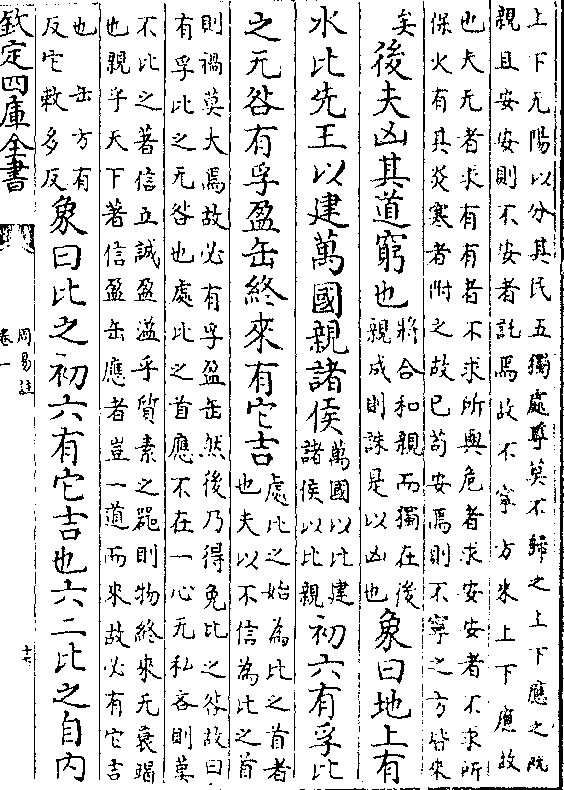 上下无陽以分其民五獨處尊莫不歸之上下應之既
親且安安則不安者託焉故不寧方來上下應故
也夫无者求有有者不求所與危者求安安者不求所
保火有其炎寒者附之故已苟安焉則不寧之方皆來
矣
後夫凶其道窮也
將合和親而獨在後
親成則誅是以凶也
象曰地上有
水比先王以建萬國親諸侯
萬國以比建
諸侯以比親
初六有孚比
之无咎有孚盈缶終來有它吉
處比之始為比之首者
也夫以不信為比之首
則禍莫大焉故必有孚盈缶然後乃得免比之咎故曰
有孚比之无咎也處比之首應不在一心无私吝則莫
不比之著信立誠盈溢乎質素之器則物終來无衰竭
也親乎天下著信盈缶應者豈一道而來故必有它吉
也缶方有
反它敕多反
象曰比之初六有它吉也六二比之自内
欽定四庫全書
周易註
卷一